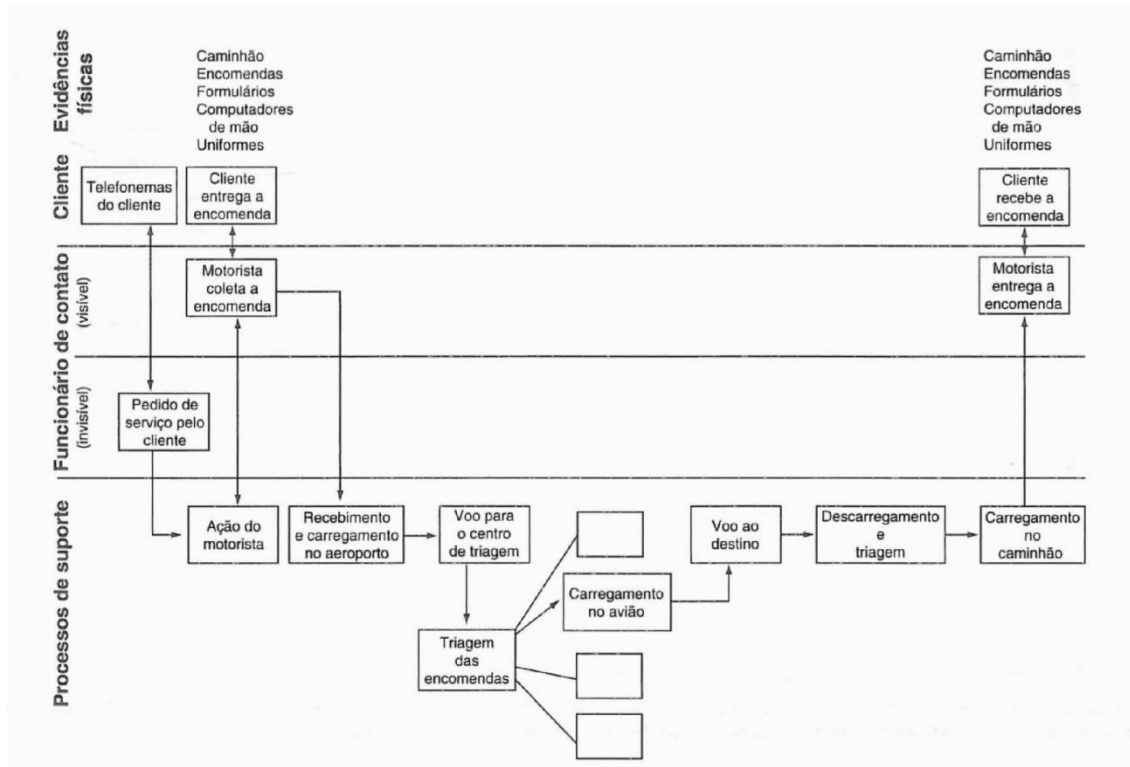 Evidências
físicas
Caminhão
Encomendas
Formulários
Computadores
de mão
Uniformes
Caminhão
Encomendas
Formulários
Computadores
de mão
Uniformes
Cliente
Telefonemas
do cliente
Cliente
entrega a
encomenda
Cliente
recebe a
encomenda
Funcionário de contato
(visível)
Motorista
coleta a
encomenda
Motorista
entrega a
encomenda
(invisível)
Pedido de
serviço pelo
cliente
Processos de suporte
Ação do
motorista
Recebimento
e carregamento
no aeroporto
Voo para
o centro
de triagem
Voo ao
destino
Descarregamento
e
triagem
Carregamento
no
caminhão
Carregamento
no avião
Triagem
das
encomendas